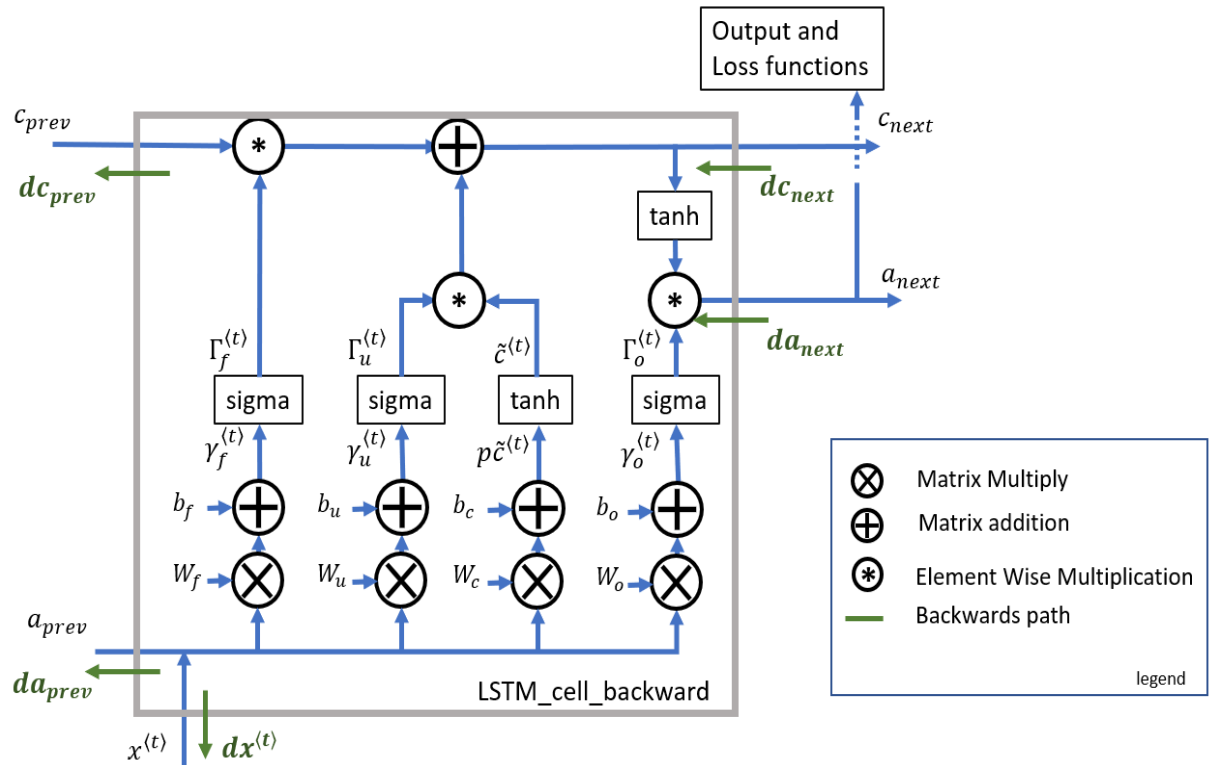 Output and
Loss functions
c_prev
c_next
dc_prev
dc_next
tanh
a_next
da_next
Γ_f^⟨t⟩
Γ_u^⟨t⟩
c̃^⟨t⟩
Γ_o^⟨t⟩
sigma
sigma
tanh
sigma
γ_f^⟨t⟩
γ_u^⟨t⟩
pc̃^⟨t⟩
γ_o^⟨t⟩
b_f
b_u
b_c
b_o
W_f
W_u
W_c
W_o
a_prev
da_prev
LSTM_cell_backward
x^⟨t⟩
dx^⟨t⟩
Matrix Multiply
Matrix addition
Element Wise Multiplication
Backwards path
legend